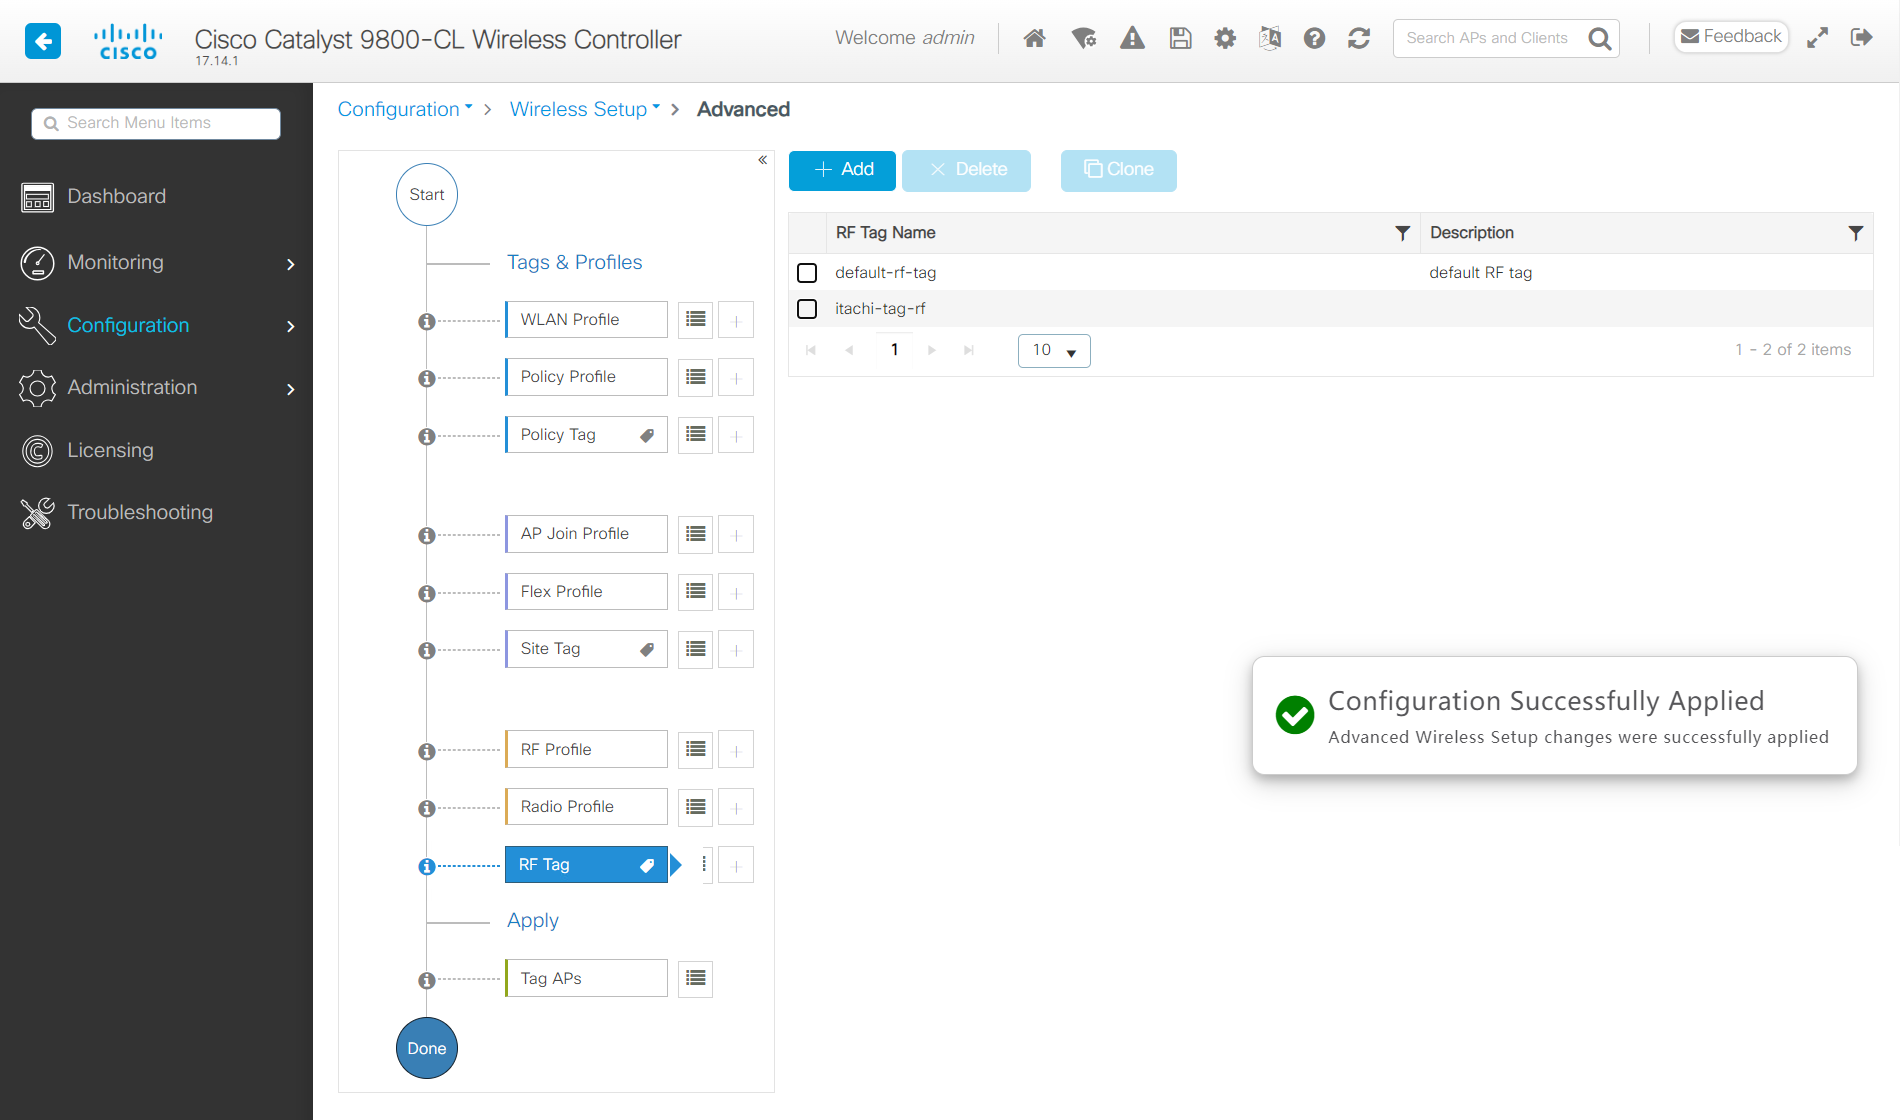 cisco
Cisco Catalyst 9800-CL Wireless Controller
17.14.1
Welcome admin
Search APs and Clients
Feedback
Search Menu Items
Dashboard
Monitoring
Configuration
Administration
Licensing
Troubleshooting
Configuration > Wireless Setup > Advanced
«
Start
Tags & Profiles
WLAN Profile
Policy Profile
Policy Tag
AP Join Profile
Flex Profile
Site Tag
RF Profile
Radio Profile
RF Tag
Apply
Tag APs
Done
+ Add
× Delete
Clone
RF Tag Name Description
default-rf-tag default RF tag
itachi-tag-rf
1 10 1 - 2 of 2 items
Configuration Successfully Applied
Advanced Wireless Setup changes were successfully applied